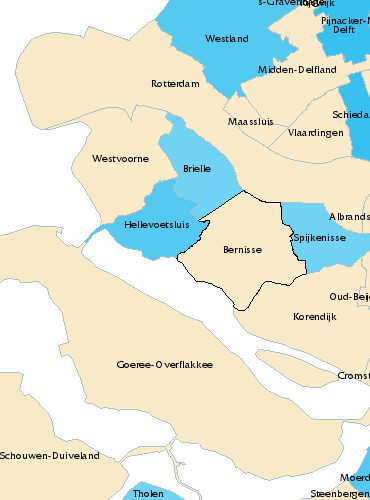 s-Gravenhage
Rijswijk
Pijnacker-
Delft
Westland
Midden-Delfland
Rotterdam
Schieda
Maassluis
Vlaardingen
Westvoorne
Brielle
Albrands
Hellevoetsluis
Spijkenisse
Bernisse
Oud-Beij
Korendijk
Goeree-Overflakkee
Cromst
Schouwen-Duiveland
Moerd
Tholen
Steenbergen